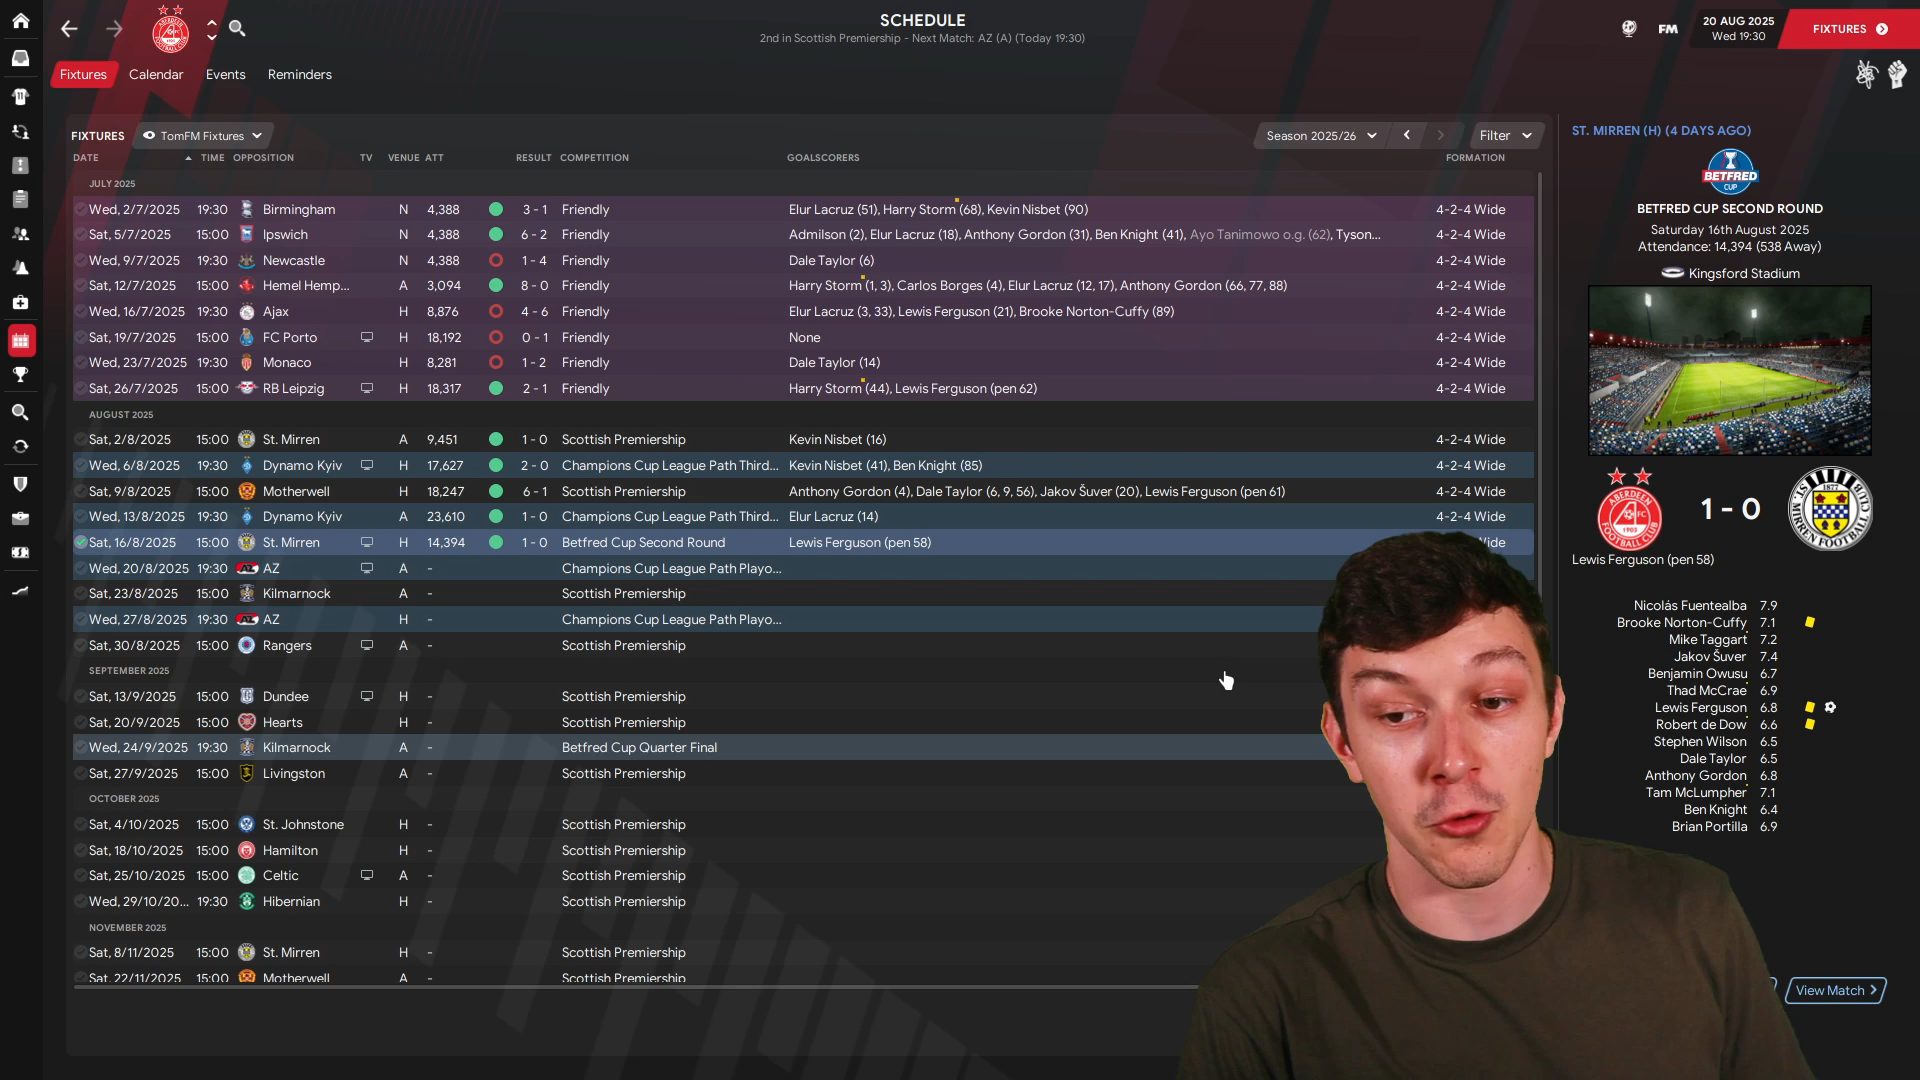 SCHEDULE
2nd in Scottish Premiership - Next Match: AZ (A) (Today 19:30)
FM
20 AUG 2025
Wed 19:30
FIXTURES
Fixtures Calendar Events Reminders
FIXTURES TomFM Fixtures Season 2025/26 Filter
DATE TIME OPPOSITION TV VENUE ATT RESULT COMPETITION GOALSCORERS FORMATION
JULY 2025
Wed, 2/7/2025 19:30 Birmingham N 4,388 3 - 1 Friendly Elur Lacruz (51), Harry Storm (68), Kevin Nisbet (90) 4-2-4 Wide
Sat, 5/7/2025 15:00 Ipswich N 4,388 6 - 2 Friendly Admilson (2), Elur Lacruz (18), Anthony Gordon (31), Ben Knight (41), Ayo Tanimowo o.g. (62), Tyson... 4-2-4 Wide
Wed, 9/7/2025 19:30 Newcastle N 4,388 1 - 4 Friendly Dale Taylor (6) 4-2-4 Wide
Sat, 12/7/2025 15:00 Hemel Hemp... A 3,094 8 - 0 Friendly Harry Storm (1, 3), Carlos Borges (4), Elur Lacruz (12, 17), Anthony Gordon (66, 77, 88) 4-2-4 Wide
Wed, 16/7/2025 19:30 Ajax H 8,876 4 - 6 Friendly Elur Lacruz (3, 33), Lewis Ferguson (21), Brooke Norton-Cuffy (89) 4-2-4 Wide
Sat, 19/7/2025 15:00 FC Porto H 18,192 0 - 1 Friendly None 4-2-4 Wide
Wed, 23/7/2025 19:30 Monaco H 8,281 1 - 2 Friendly Dale Taylor (14) 4-2-4 Wide
Sat, 26/7/2025 15:00 RB Leipzig H 18,317 2 - 1 Friendly Harry Storm (44), Lewis Ferguson (pen 62) 4-2-4 Wide
AUGUST 2025
Sat, 2/8/2025 15:00 St. Mirren A 9,451 1 - 0 Scottish Premiership Kevin Nisbet (16) 4-2-4 Wide
Wed, 6/8/2025 19:30 Dynamo Kyiv H 17,627 2 - 0 Champions Cup League Path Third... Kevin Nisbet (41), Ben Knight (85) 4-2-4 Wide
Sat, 9/8/2025 15:00 Motherwell H 18,247 6 - 1 Scottish Premiership Anthony Gordon (4), Dale Taylor (6, 9, 56), Jakov Šuver (20), Lewis Ferguson (pen 61) 4-2-4 Wide
Wed, 13/8/2025 19:30 Dynamo Kyiv A 23,610 1 - 0 Champions Cup League Path Third... Elur Lacruz (14) 4-2-4 Wide
Sat, 16/8/2025 15:00 St. Mirren H 14,394 1 - 0 Betfred Cup Second Round Lewis Ferguson (pen 58) Wide
Wed, 20/8/2025 19:30 AZ A - Champions Cup League Path Playo...
Sat, 23/8/2025 15:00 Kilmarnock A - Scottish Premiership
Wed, 27/8/2025 19:30 AZ H - Champions Cup League Path Playo...
Sat, 30/8/2025 15:00 Rangers A - Scottish Premiership
SEPTEMBER 2025
Sat, 13/9/2025 15:00 Dundee H - Scottish Premiership
Sat, 20/9/2025 15:00 Hearts H - Scottish Premiership
Wed, 24/9/2025 19:30 Kilmarnock A - Betfred Cup Quarter Final
Sat, 27/9/2025 15:00 Livingston A - Scottish Premiership
OCTOBER 2025
Sat, 4/10/2025 15:00 St. Johnstone H - Scottish Premiership
Sat, 18/10/2025 15:00 Hamilton H - Scottish Premiership
Sat, 25/10/2025 15:00 Celtic A - Scottish Premiership
Wed, 29/10/20... 19:30 Hibernian H - Scottish Premiership
NOVEMBER 2025
Sat, 8/11/2025 15:00 St. Mirren H - Scottish Premiership
Sat, 22/11/2025 15:00 Motherwell A - Scottish Premiership
ST. MIRREN (H) (4 DAYS AGO)
BETFRED
CUP
BETFRED CUP SECOND ROUND
Saturday 16th August 2025
Attendance: 14,394 (538 Away)
Kingsford Stadium
ABERDEEN
FC
FOOTBALL CLUB
1903
1 - 0
1877
ST. MIRREN FOOTBALL CLUB
Lewis Ferguson (pen 58)
Nicolás Fuentealba 7.9
Brooke Norton-Cuffy 7.1
Mike Taggart 7.2
Jakov Šuver 7.4
Benjamin Owusu 6.7
Thad McCrae 6.9
Lewis Ferguson 6.8
Robert de Dow 6.6
Stephen Wilson 6.5
Dale Taylor 6.5
Anthony Gordon 6.8
Tam McLumpher 7.1
Ben Knight 6.4
Brian Portilla 6.9
View Match